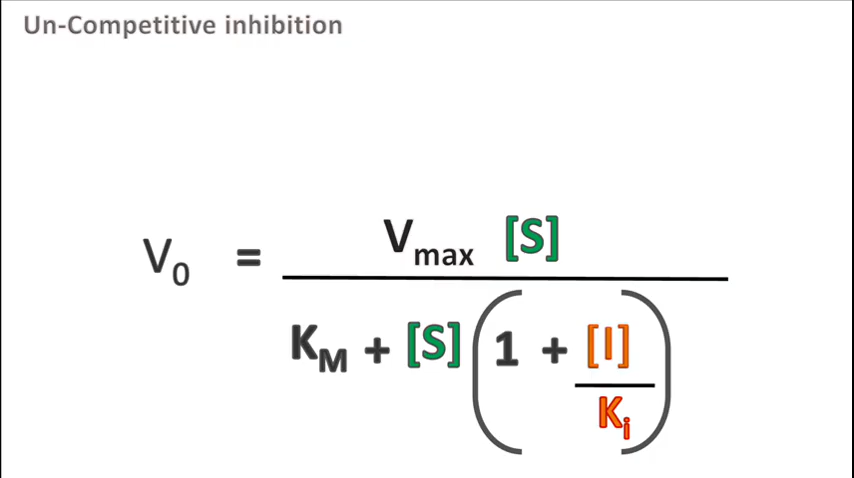 Un-Competitive inhibition
Vmax [S]
V0 =
KM + [S] (1 + [I]
Ki)